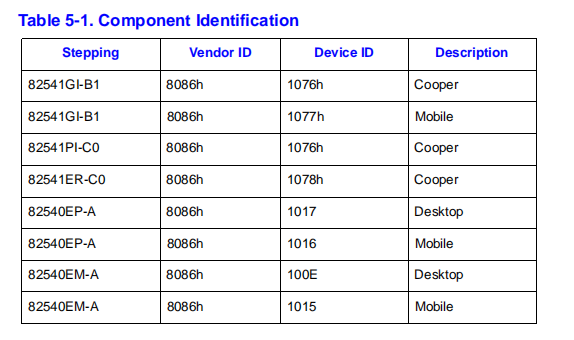 Table 5-1. Component Identification
Stepping Vendor ID Device ID Description
82541GI-B1 8086h 1076h Cooper
82541GI-B1 8086h 1077h Mobile
82541PI-C0 8086h 1076h Cooper
82541ER-C0 8086h 1078h Cooper
82540EP-A 8086h 1017 Desktop
82540EP-A 8086h 1016 Mobile
82540EM-A 8086h 100E Desktop
82540EM-A 8086h 1015 Mobile